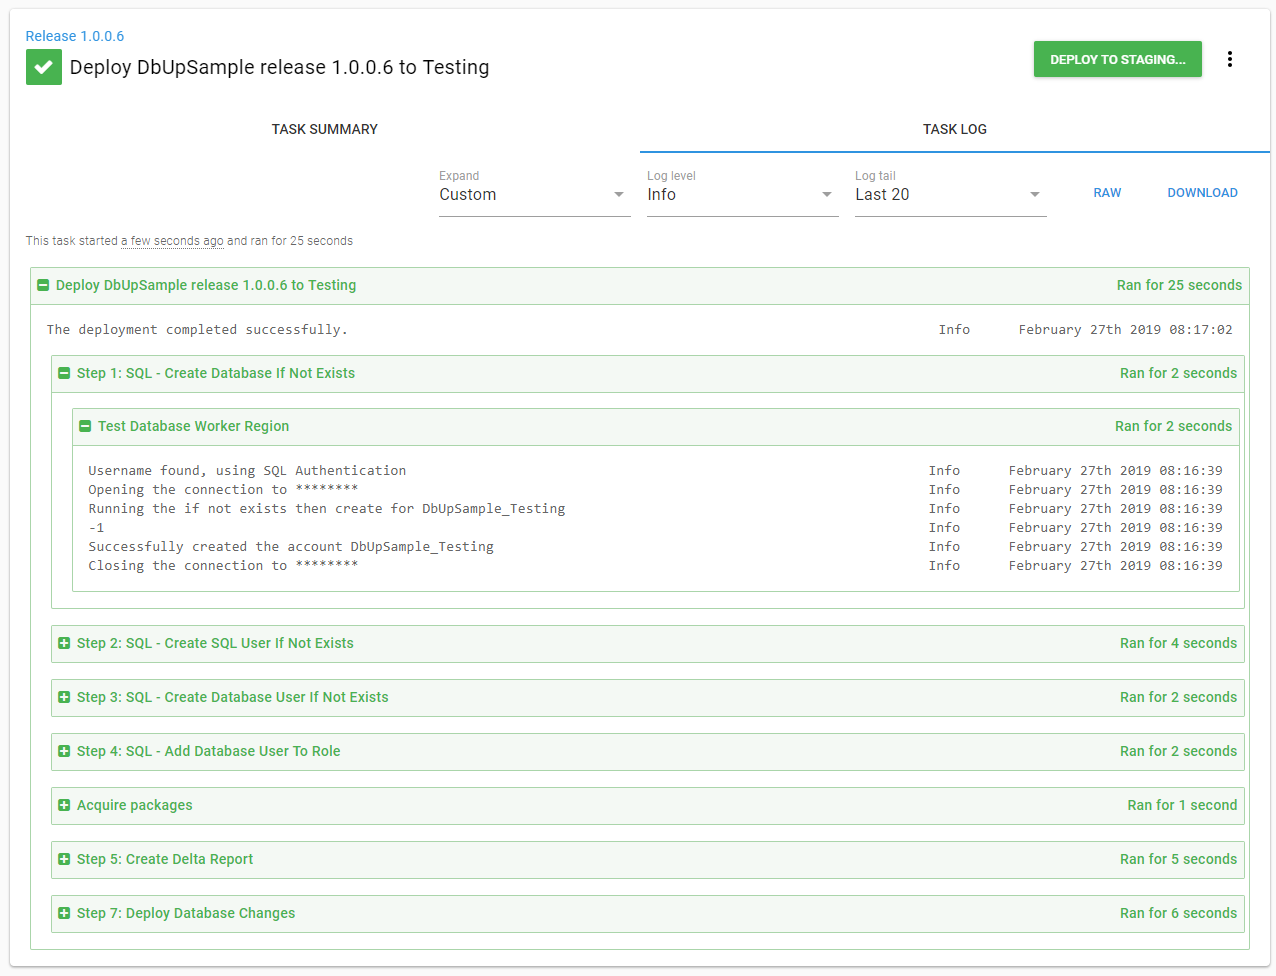 Release 1.0.0.6
Deploy DbUpSample release 1.0.0.6 to Testing
DEPLOY TO STAGING...
TASK SUMMARY TASK LOG
Expand Log level Log tail
Custom Info Last 20 RAW DOWNLOAD
This task started a few seconds ago and ran for 25 seconds
Deploy DbUpSample release 1.0.0.6 to Testing Ran for 25 seconds
The deployment completed successfully. Info February 27th 2019 08:17:02
Step 1: SQL - Create Database If Not Exists Ran for 2 seconds
Test Database Worker Region Ran for 2 seconds
Username found, using SQL Authentication Info February 27th 2019 08:16:39
Opening the connection to ******** Info February 27th 2019 08:16:39
Running the if not exists then create for DbUpSample_Testing Info February 27th 2019 08:16:39
-1 Info February 27th 2019 08:16:39
Successfully created the account DbUpSample_Testing Info February 27th 2019 08:16:39
Closing the connection to ******** Info February 27th 2019 08:16:39
Step 2: SQL - Create SQL User If Not Exists Ran for 4 seconds
Step 3: SQL - Create Database User If Not Exists Ran for 2 seconds
Step 4: SQL - Add Database User To Role Ran for 2 seconds
Acquire packages Ran for 1 second
Step 5: Create Delta Report Ran for 5 seconds
Step 7: Deploy Database Changes Ran for 6 seconds